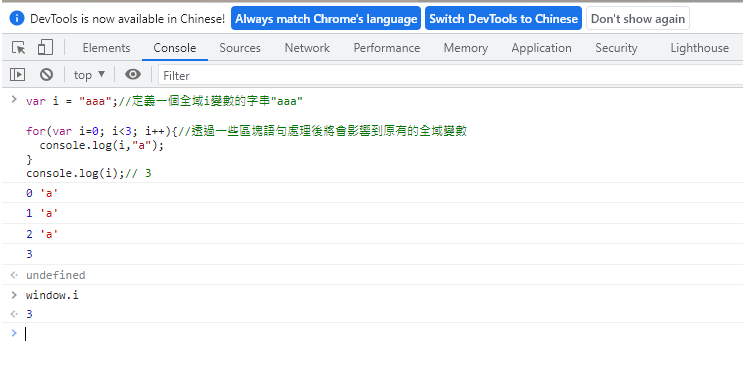 DevTools is now available in Chinese! Always match Chrome's language Switch DevTools to Chinese Don't show again
Elements Console Sources Network Performance Memory Application Security Lighthouse
top ▼ Filter
> var i = "aaa";//定義一個全域i變數的字串"aaa"
for(var i=0; i<3; i++){//透過一些區塊語句處理後將會影響到原有的全域變數
console.log(i,"a");
}
console.log(i);// 3
0 'a'
1 'a'
2 'a'
3
undefined
> window.i
3
>